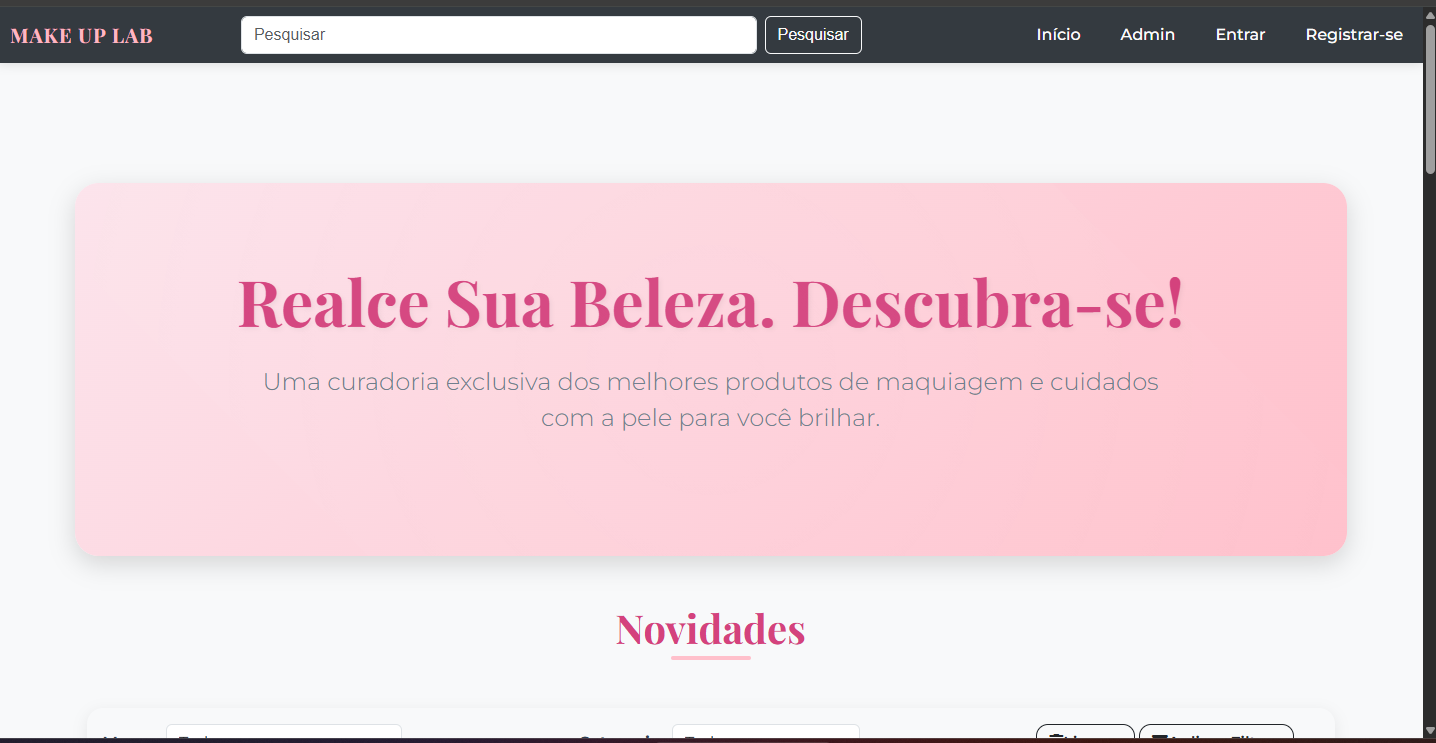 MAKE UP LAB
Pesquisar
Pesquisar
Início
Admin
Entrar
Registrar-se
Realce Sua Beleza. Descubra-se!
Uma curadoria exclusiva dos melhores produtos de maquiagem e cuidados
com a pele para você brilhar.
Novidades